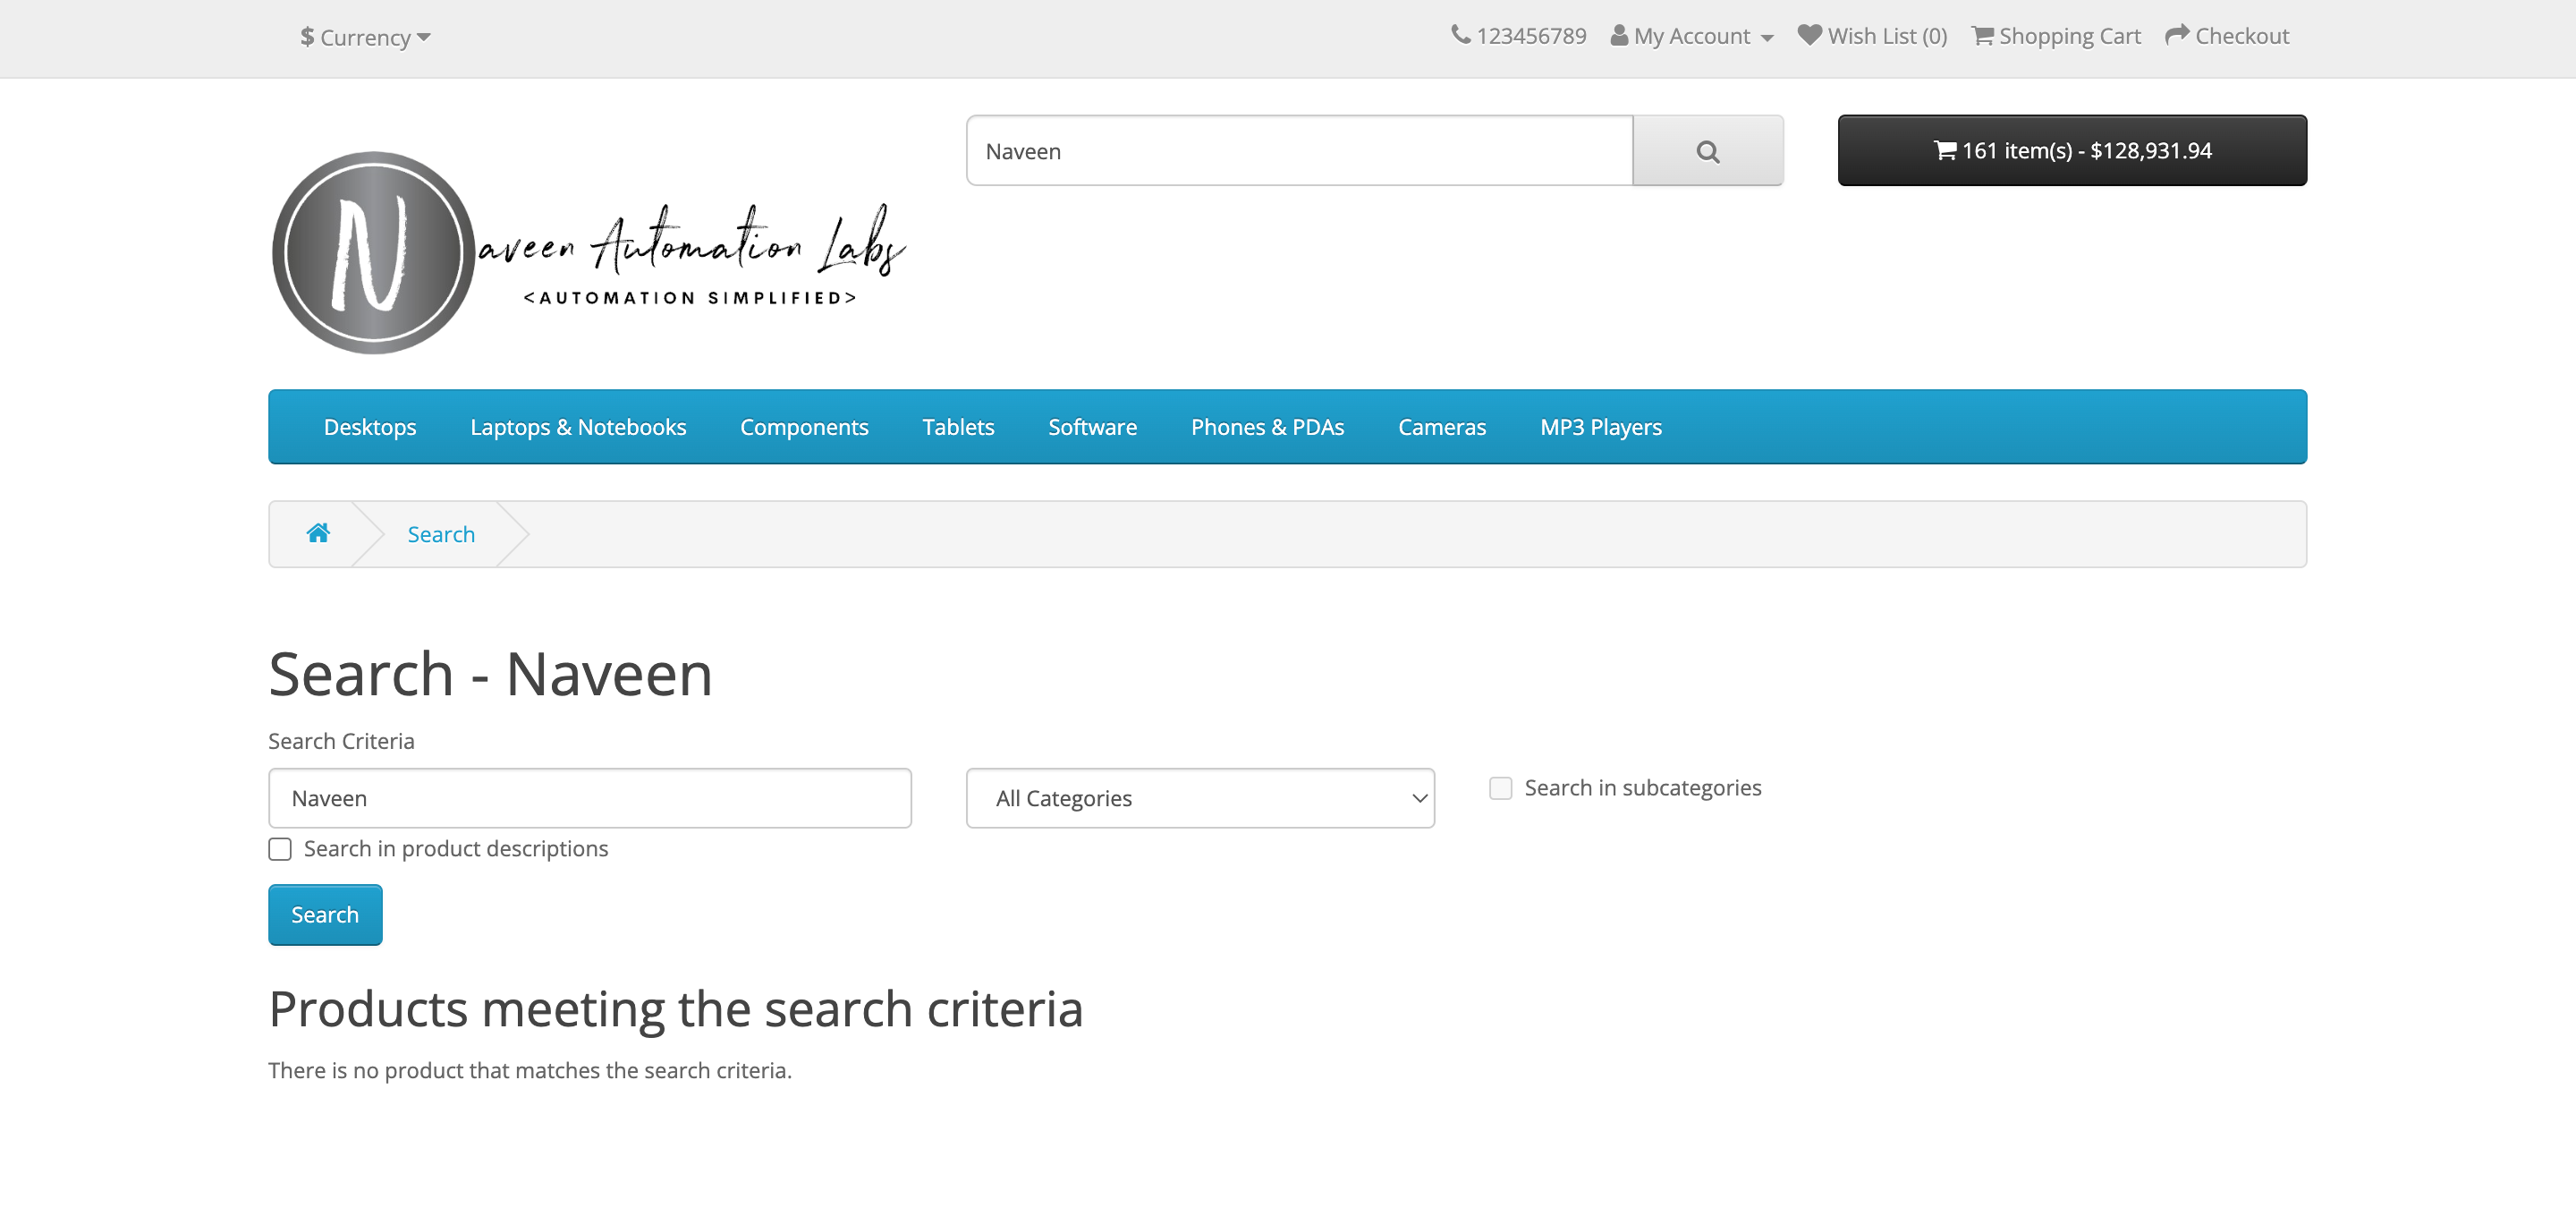 $ Currency
123456789 My Account Wish List (0) Shopping Cart Checkout
Naveen
161 item(s) - $128,931.94
Naveen Automation Labs
<AUTOMATION SIMPLIFIED>
Desktops Laptops & Notebooks Components Tablets Software Phones & PDAs Cameras MP3 Players
Search
Search - Naveen
Search Criteria
Naveen
All Categories
Search in subcategories
Search in product descriptions
Search
Products meeting the search criteria
There is no product that matches the search criteria.